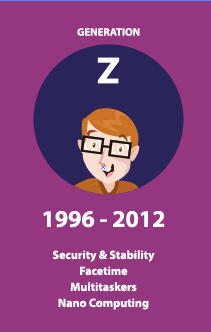 GENERATION
Z
1996 - 2012
Security & Stability
Facetime
Multitaskers
Nano Computing